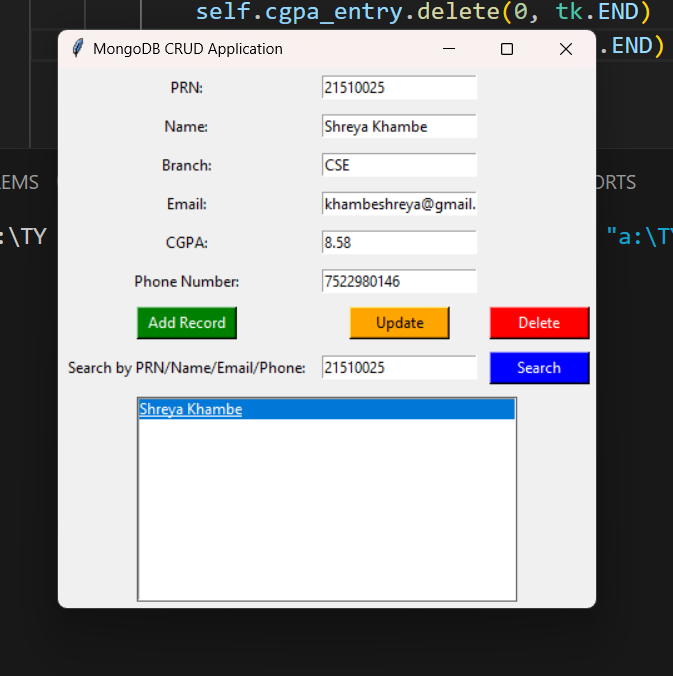 self.cgpa_entry.delete(0, tk.END)
.END)
MongoDB CRUD Application
PRN: 21510025
Name: Shreya Khambe
Branch: CSE
EMS ORTS
Email: khambeshreya@gmail.
:\TY "a:\TY
CGPA: 8.58
Phone Number: 7522980146
Add Record Update Delete
Search by PRN/Name/Email/Phone: 21510025 Search
Shreya Khambe